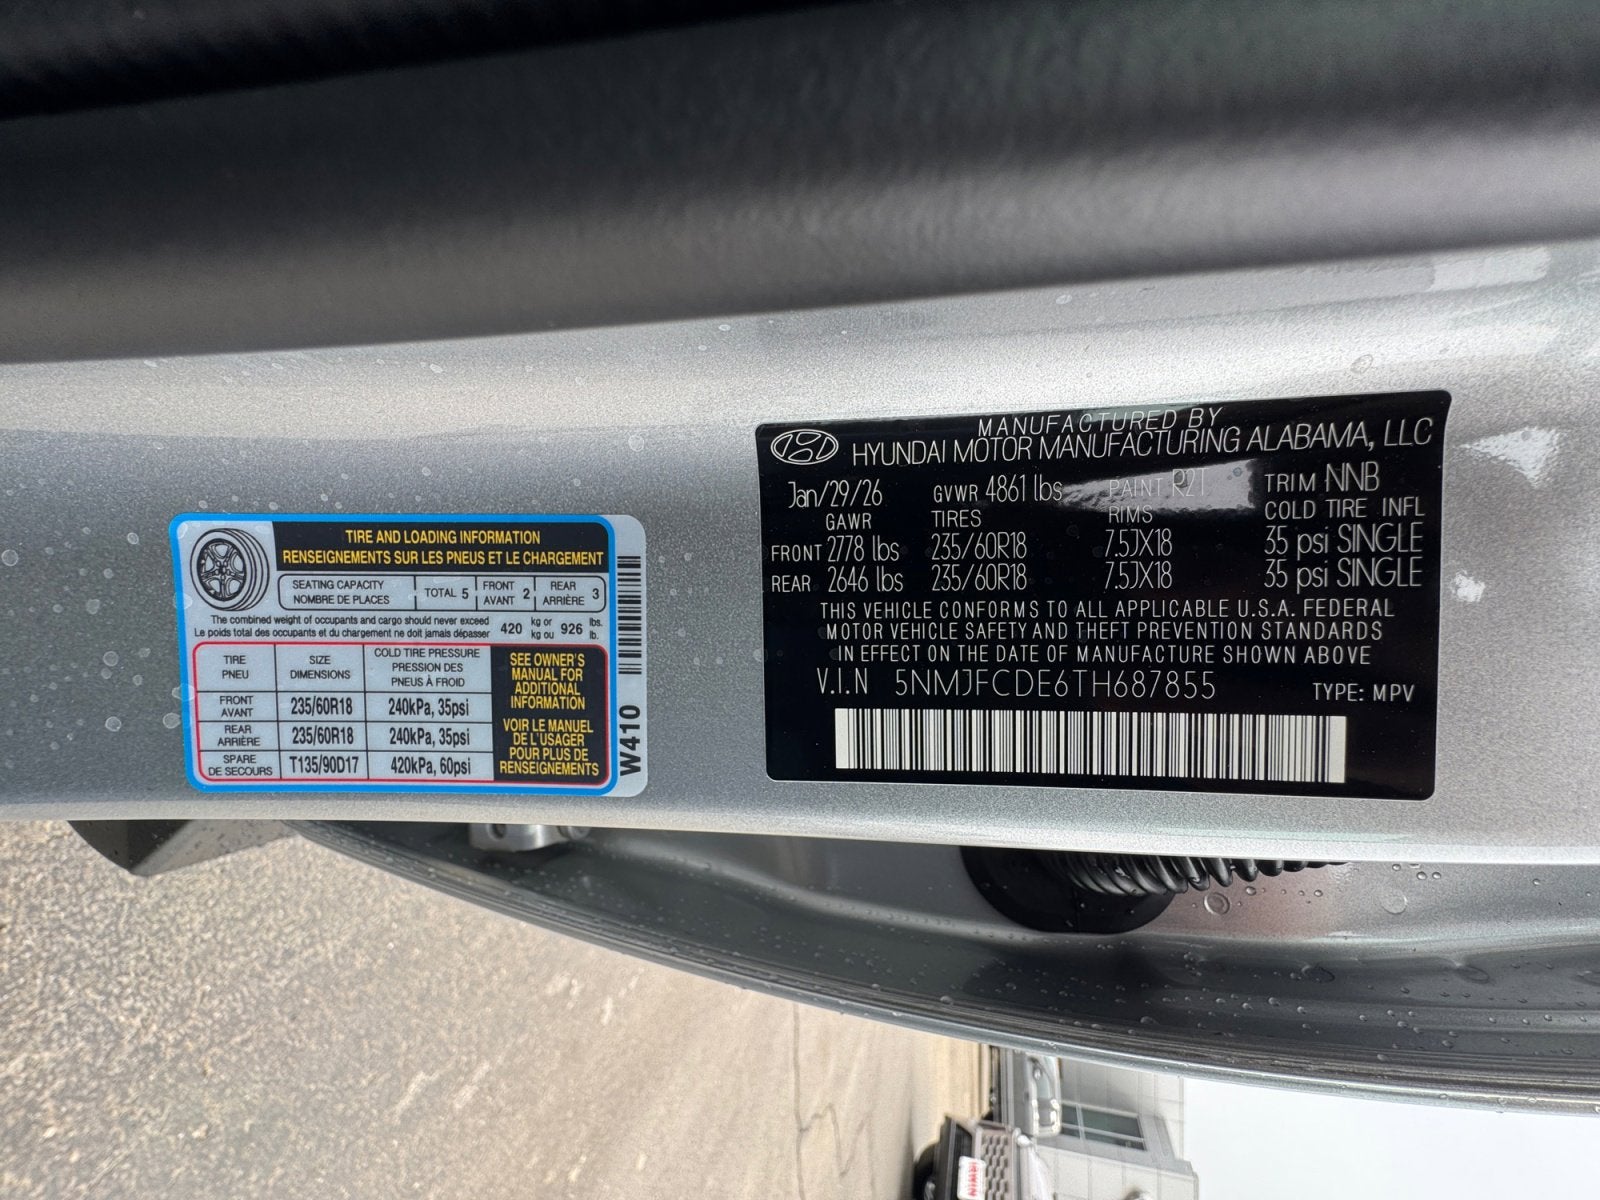 TIRE AND LOADING INFORMATION
RENSEIGNEMENTS SUR LES PNEUS ET LE CHARGEMENT
SEATING CAPACITY
NOMBRE DE PLACES
TOTAL 5
FRONT
AVANT 2
REAR
ARRIÈRE 3
The combined weight of occupants and cargo should never exceed
Le poids total des occupants et du chargement ne doit jamais dépasser
420 kg or
kg ou 926 lbs.
lb.
TIRE
PNEU
SIZE
DIMENSIONS
COLD TIRE PRESSURE
PRESSION DES
PNEUS À FROID
FRONT
AVANT
235/60R18
240kPa, 35psi
REAR
ARRIÈRE
235/60R18
240kPa, 35psi
SPARE
DE SECOURS
T135/90D17
420kPa, 60psi
SEE OWNER'S
MANUAL FOR
ADDITIONAL
INFORMATION
VOIR LE MANUEL
DE L'USAGER
POUR PLUS DE
RENSEIGNEMENTS
W410
MANUFACTURED BY
HYUNDAI MOTOR MANUFACTURING ALABAMA, LLC
Jan/29/26 GVWR 4861 lbs PAINT R2T TRIM NNB
GAWR TIRES RIMS COLD TIRE INFL
FRONT 2778 lbs 235/60R18 7.5JX18 35 psi SINGLE
REAR 2646 lbs 235/60R18 7.5JX18 35 psi SINGLE
THIS VEHICLE CONFORMS TO ALL APPLICABLE U.S.A. FEDERAL
MOTOR VEHICLE SAFETY AND THEFT PREVENTION STANDARDS
IN EFFECT ON THE DATE OF MANUFACTURE SHOWN ABOVE
V.I.N 5NMJFCDE6TH687855 TYPE: MPV
IRWIN